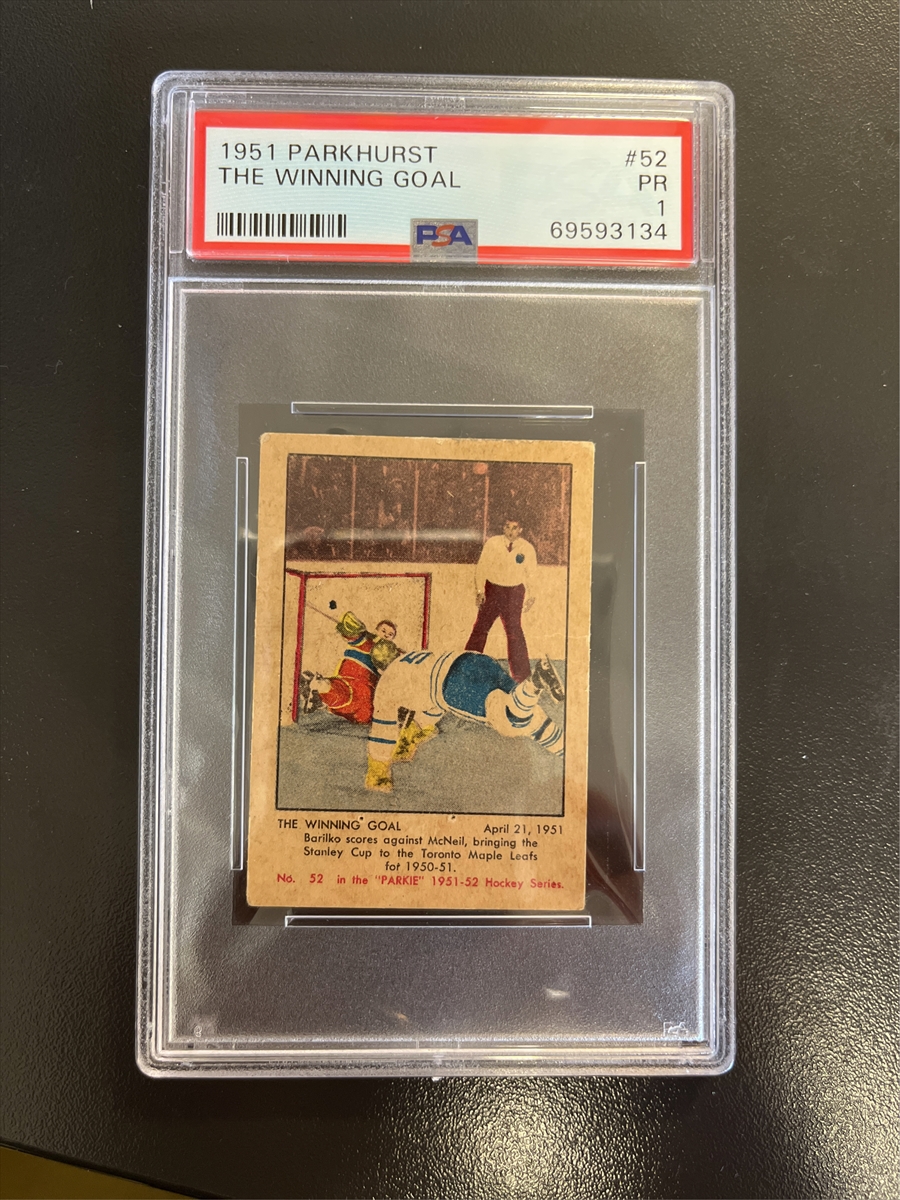 1951 PARKHURST #52
THE WINNING GOAL PR
1
PSA 69593134
THE WINNING GOAL April 21, 1951
Barilko scores against McNeil, bringing the
Stanley Cup to the Toronto Maple Leafs
for 1950-51.
No. 52 in the "PARKIE" 1951-52 Hockey Series.